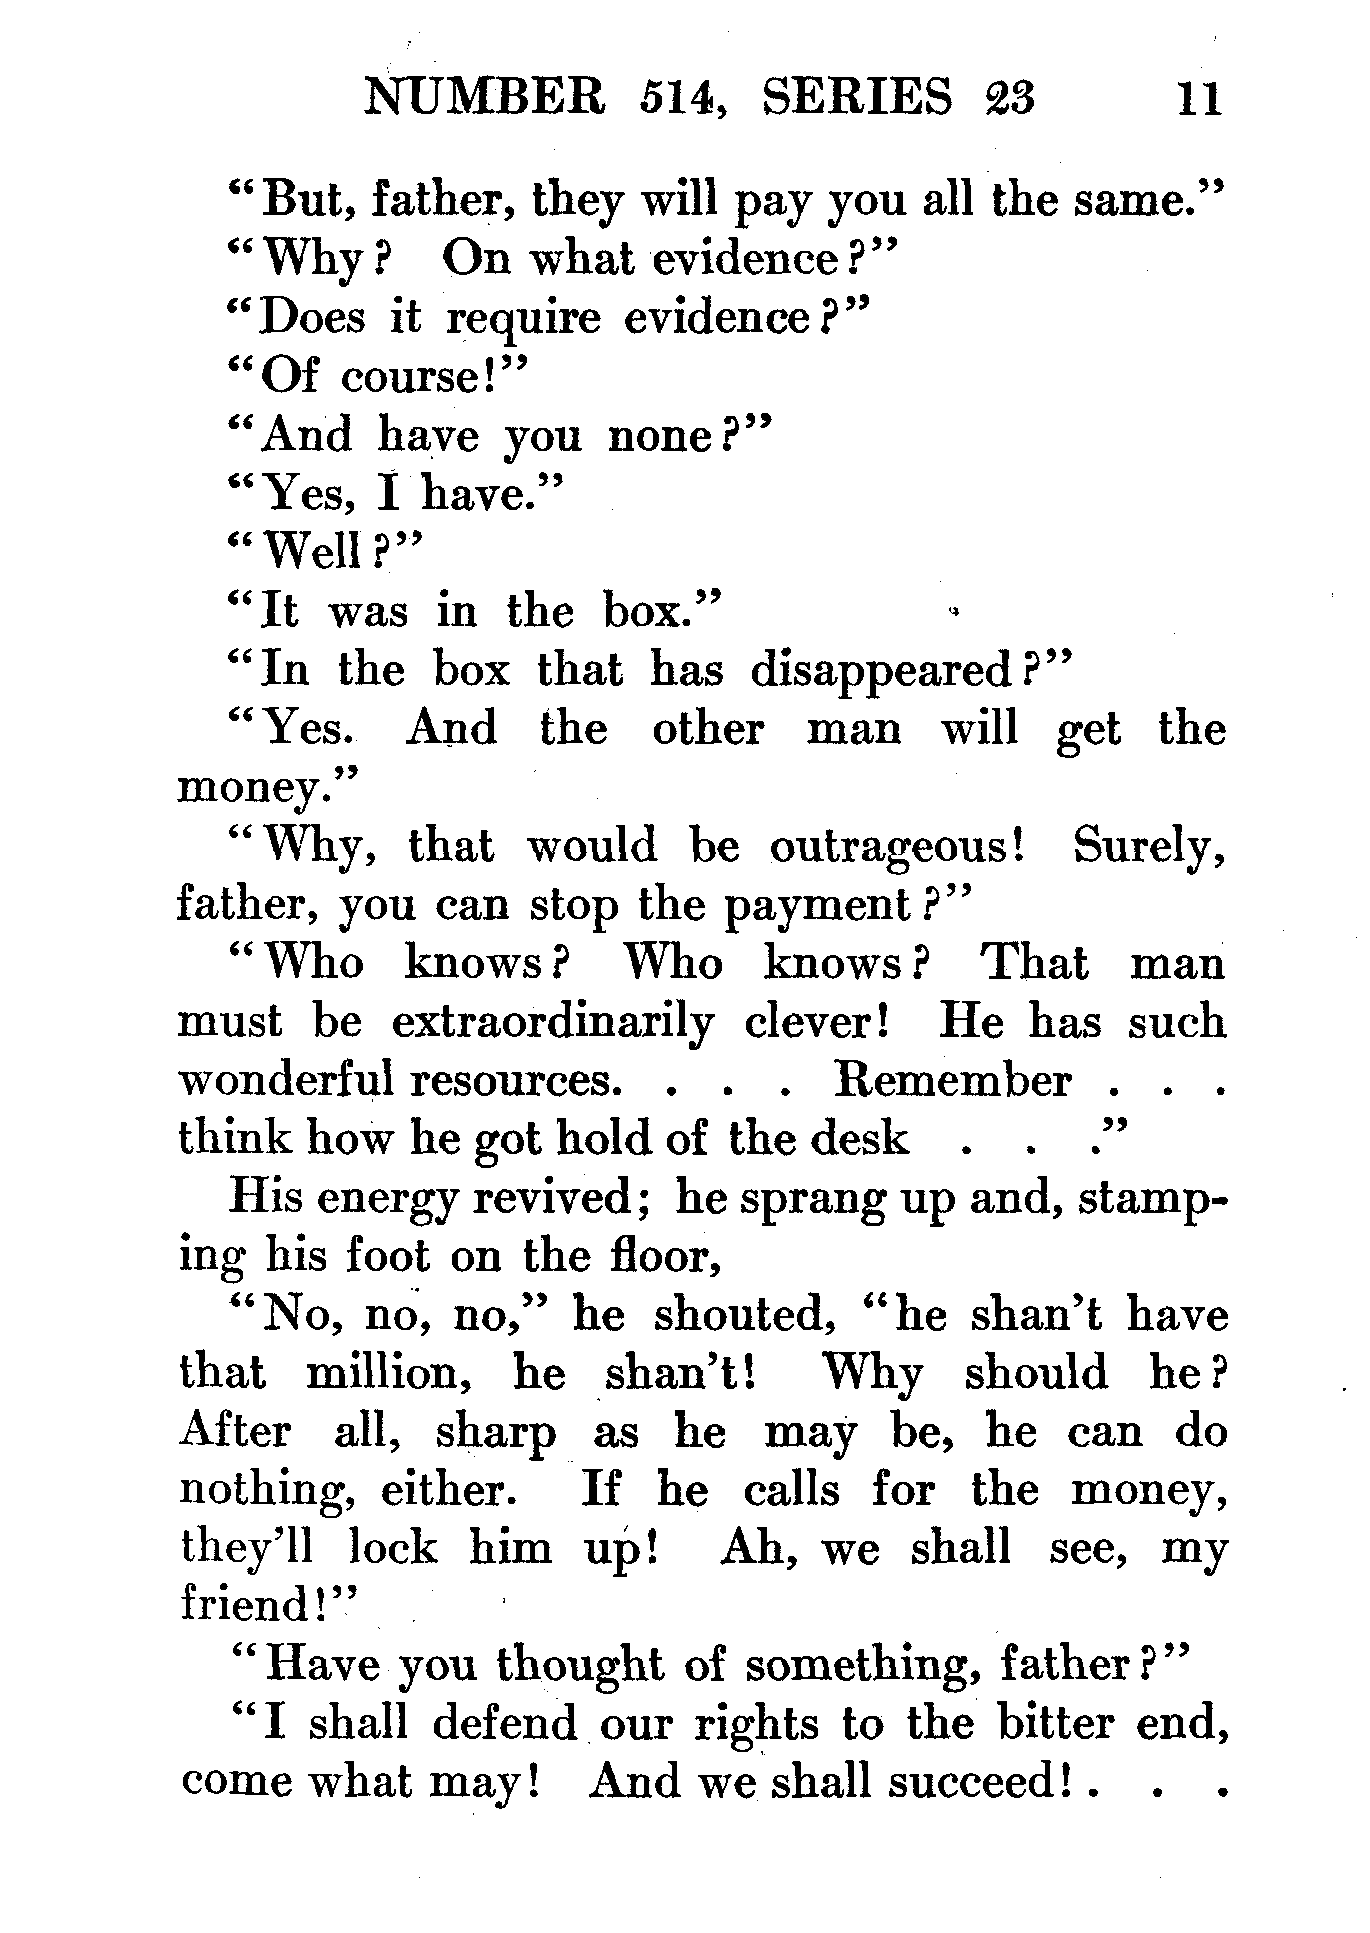 NUMBER 514, SERIES 23 11
“But, father, they will pay you all the same.”
“Why? On what evidence?”
“Does it require evidence?”
“Of course!”
“And have you none?”
“Yes, I have.”
“Well?”
“It was in the box.”
“In the box that has disappeared?”
“Yes. And the other man will get the
money.”
“Why, that would be outrageous! Surely,
father, you can stop the payment?”
“Who knows? Who knows? That man
must be extraordinarily clever! He has such
wonderful resources. . . . Remember . . .
think how he got hold of the desk . . .”
His energy revived; he sprang up and, stamp-
ing his foot on the floor,
“No, no, no,” he shouted, “he shan’t have
that million, he shan’t! Why should he?
After all, sharp as he may be, he can do
nothing, either. If he calls for the money,
they’ll lock him up! Ah, we shall see, my
friend!”
“Have you thought of something, father?”
“I shall defend our rights to the bitter end,
come what may! And we shall succeed! . . .